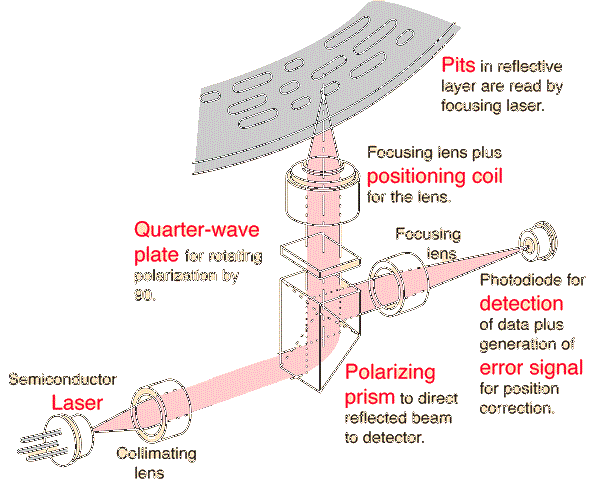 Pits in reflective
layer are read by
focusing laser.
Focusing lens plus
positioning coil
for the lens.
Quarter-wave
plate for rotating
polarization by
90.
Focusing
lens
Photodiode for
detection
of data plus
generation of
error signal
for position
correction.
Polarizing
prism to direct
reflected beam
to detector.
Semiconductor
Laser
Collimating
lens